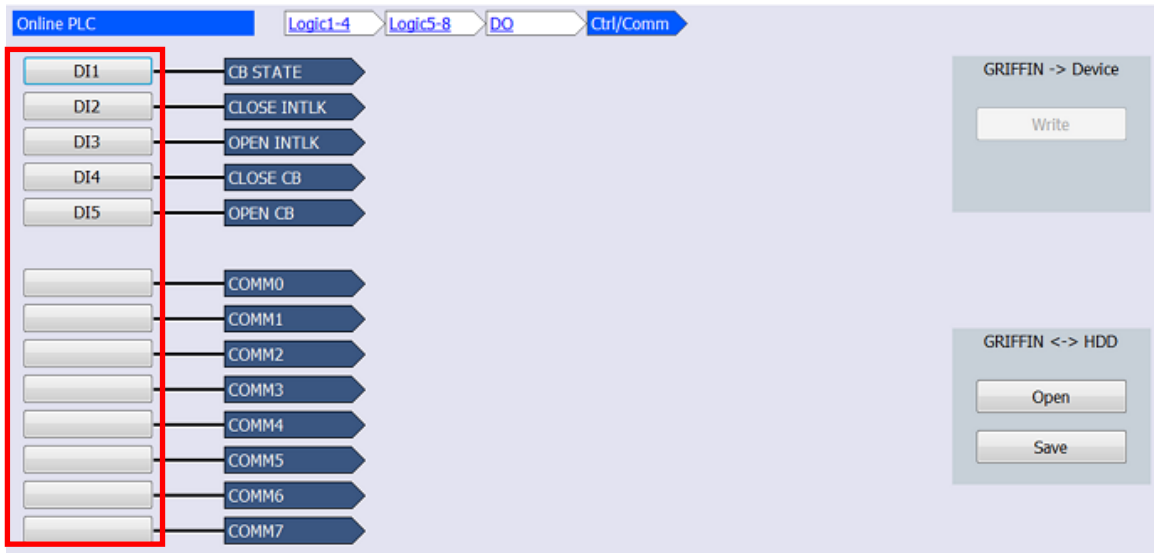 Online PLC
Logic1-4 Logic5-8 DO Ctrl/Comm
DI1 CB STATE
DI2 CLOSE INTLK
DI3 OPEN INTLK
DI4 CLOSE CB
DI5 OPEN CB
COMM0
COMM1
COMM2
COMM3
COMM4
COMM5
COMM6
COMM7
GRIFFIN -> Device
Write
GRIFFIN <-> HDD
Open
Save